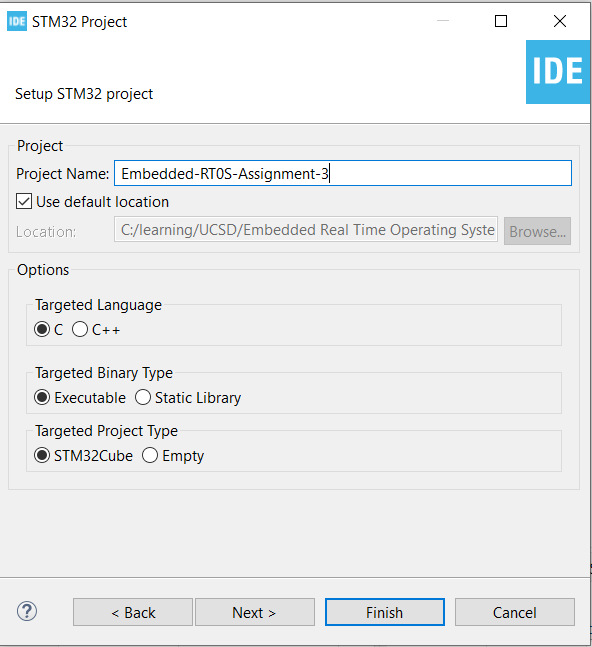 IDE STM32 Project
IDE
Setup STM32 project
Project
Project Name: Embedded-RT0S-Assignment-3
Use default location
Location: C:/learning/UCSD/Embedded Real Time Operating Syste Browse...
Options
Targeted Language
C C++
Targeted Binary Type
Executable Static Library
Targeted Project Type
STM32Cube Empty
? < Back Next > Finish Cancel